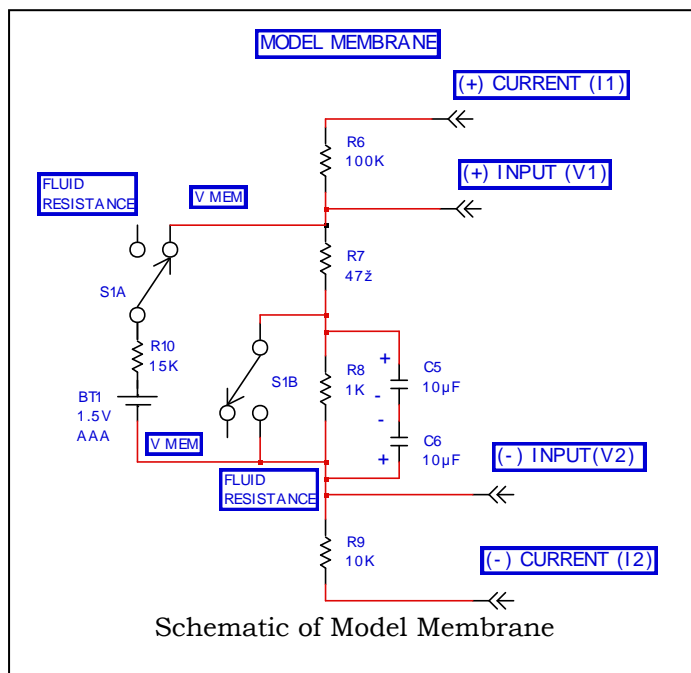 MODEL MEMBRANE
(+) CURRENT (I1)
R6
100K
(+) INPUT (V1)
FLUID
RESISTANCE
V MEM
R7
47ž
S1A
R10
15K
S1B
R8
1K
+
C5
10µF
-
-
C6
10µF
+
BT1
1.5V
AAA
V MEM
(-) INPUT(V2)
FLUID
RESISTANCE
R9
10K
(-) CURRENT (I2)
Schematic of Model Membrane